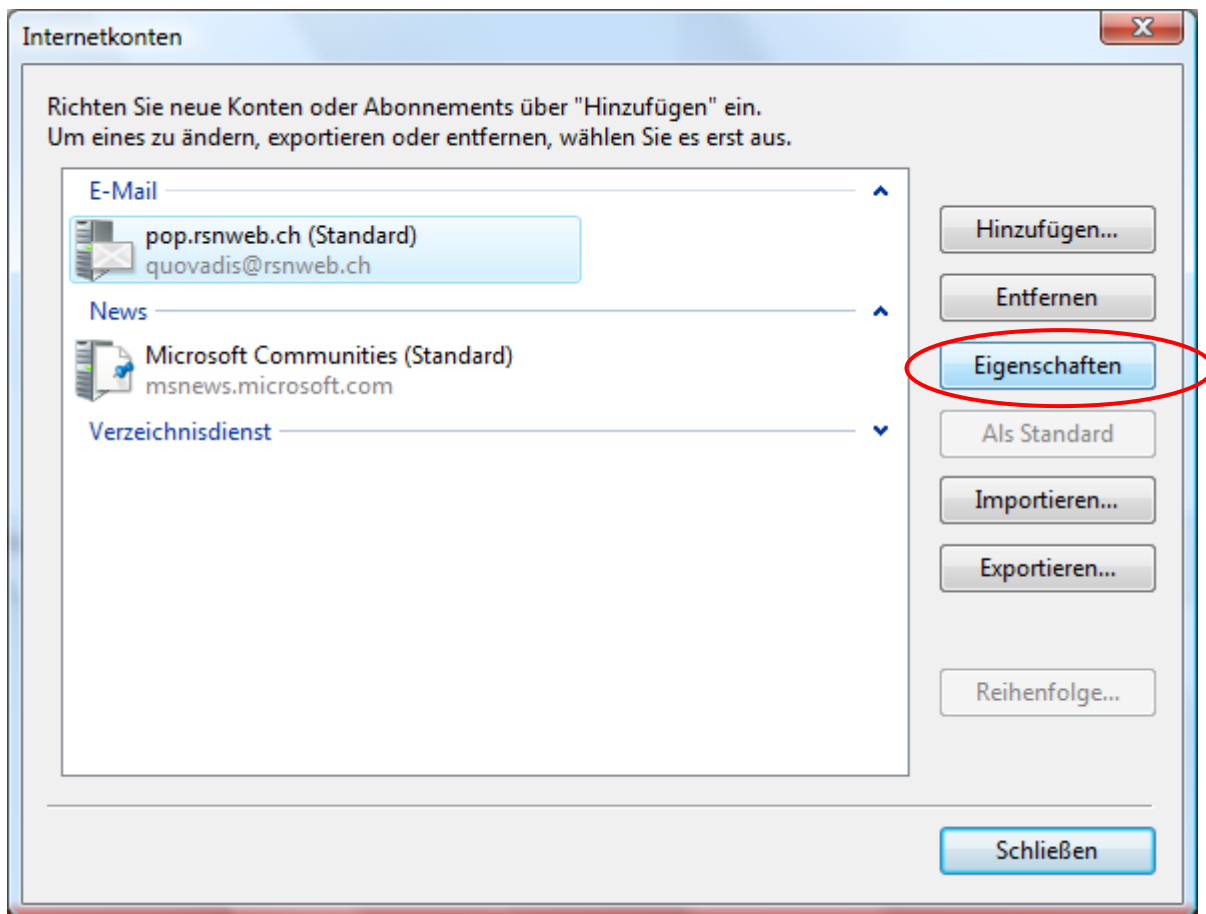 Internetkonten
Richten Sie neue Konten oder Abonnements über "Hinzufügen" ein.
Um eines zu ändern, exportieren oder entfernen, wählen Sie es erst aus.
E-Mail
pop.rsnweb.ch (Standard)
quovadis@rsnweb.ch
News
Microsoft Communities (Standard)
msnews.microsoft.com
Verzeichnisdienst
Hinzufügen...
Entfernen
Eigenschaften
Als Standard
Importieren...
Exportieren...
Reihenfolge...
Schließen